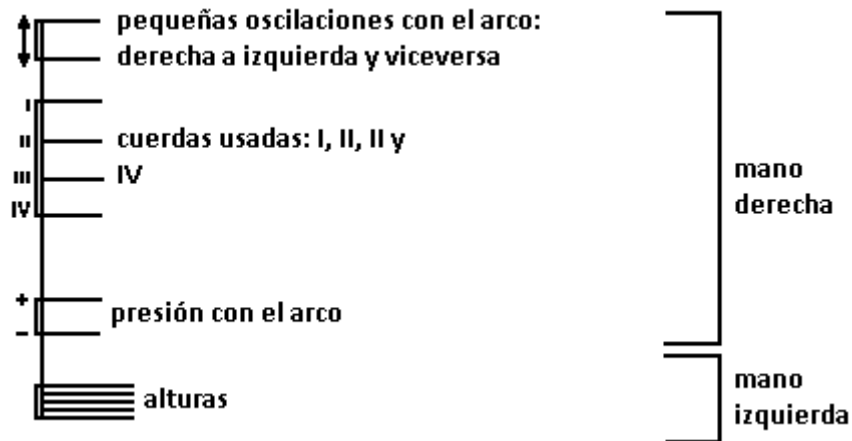 pequeñas oscilaciones con el arco:
derecha a izquierda y viceversa
I
II
III
IV
cuerdas usadas: I, II, II y
IV
mano
derecha
+
−
presión con el arco
alturas
mano
izquierda